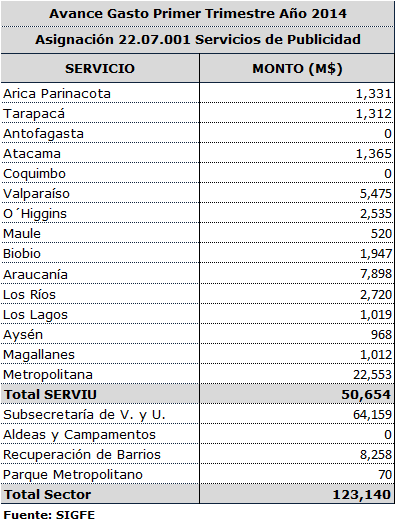 Avance Gasto Primer Trimestre Año 2014
Asignación 22.07.001 Servicios de Publicidad
SERVICIO MONTO (M$)
Arica Parinacota 1,331
Tarapacá 1,312
Antofagasta 0
Atacama 1,365
Coquimbo 0
Valparaíso 5,475
O´Higgins 2,535
Maule 520
Biobio 1,947
Araucanía 7,898
Los Ríos 2,720
Los Lagos 1,019
Aysén 968
Magallanes 1,012
Metropolitana 22,553
Total SERVIU 50,654
Subsecretaría de V. y U. 64,159
Aldeas y Campamentos 0
Recuperación de Barrios 8,258
Parque Metropolitano 70
Total Sector 123,140
Fuente: SIGFE